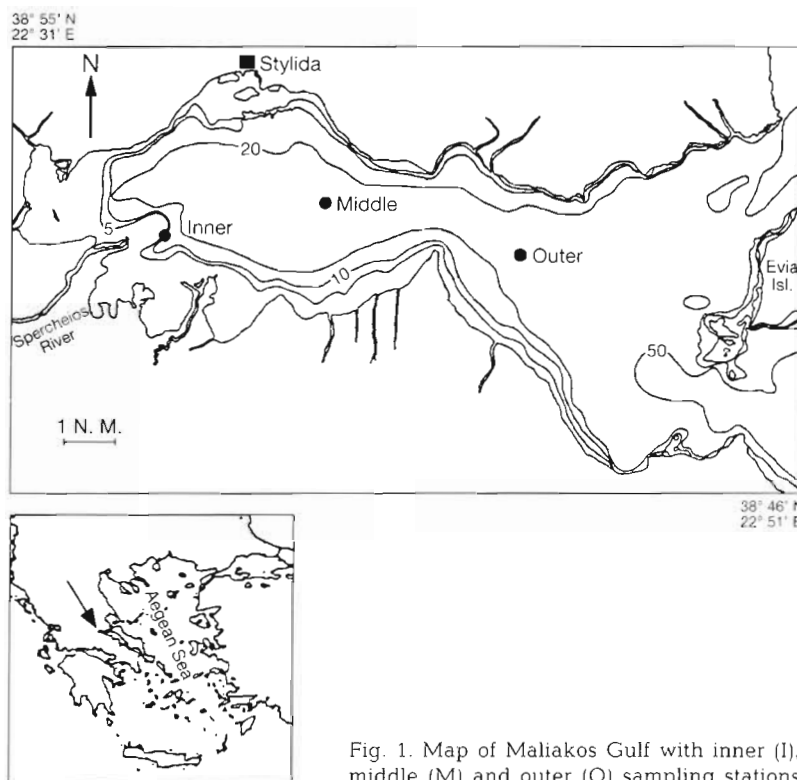 38° 55' N
22° 31' E
N
Stylida
20
Middle
5
Inner
Outer
10
Evia
Isl.
Spercheios
River
50
1 N. M.
38° 46' N
22° 51' E
Aegean Sea
Fig. 1. Map of Maliakos Gulf with inner (I),
middle (M) and outer (O) sampling stations